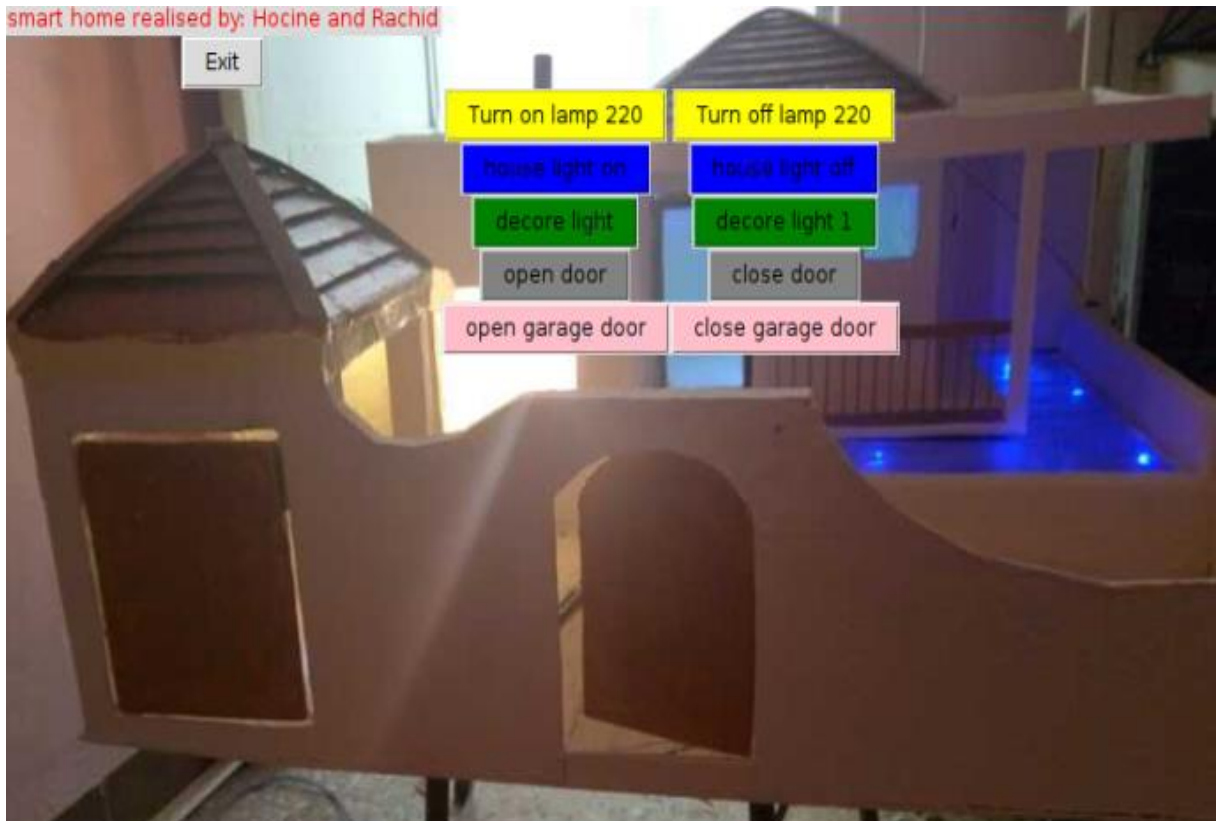 smart home realised by: Hocine and Rachid
Exit
Turn on lamp 220 Turn off lamp 220
house light on house light off
decore light decore light 1
open door close door
open garage door close garage door